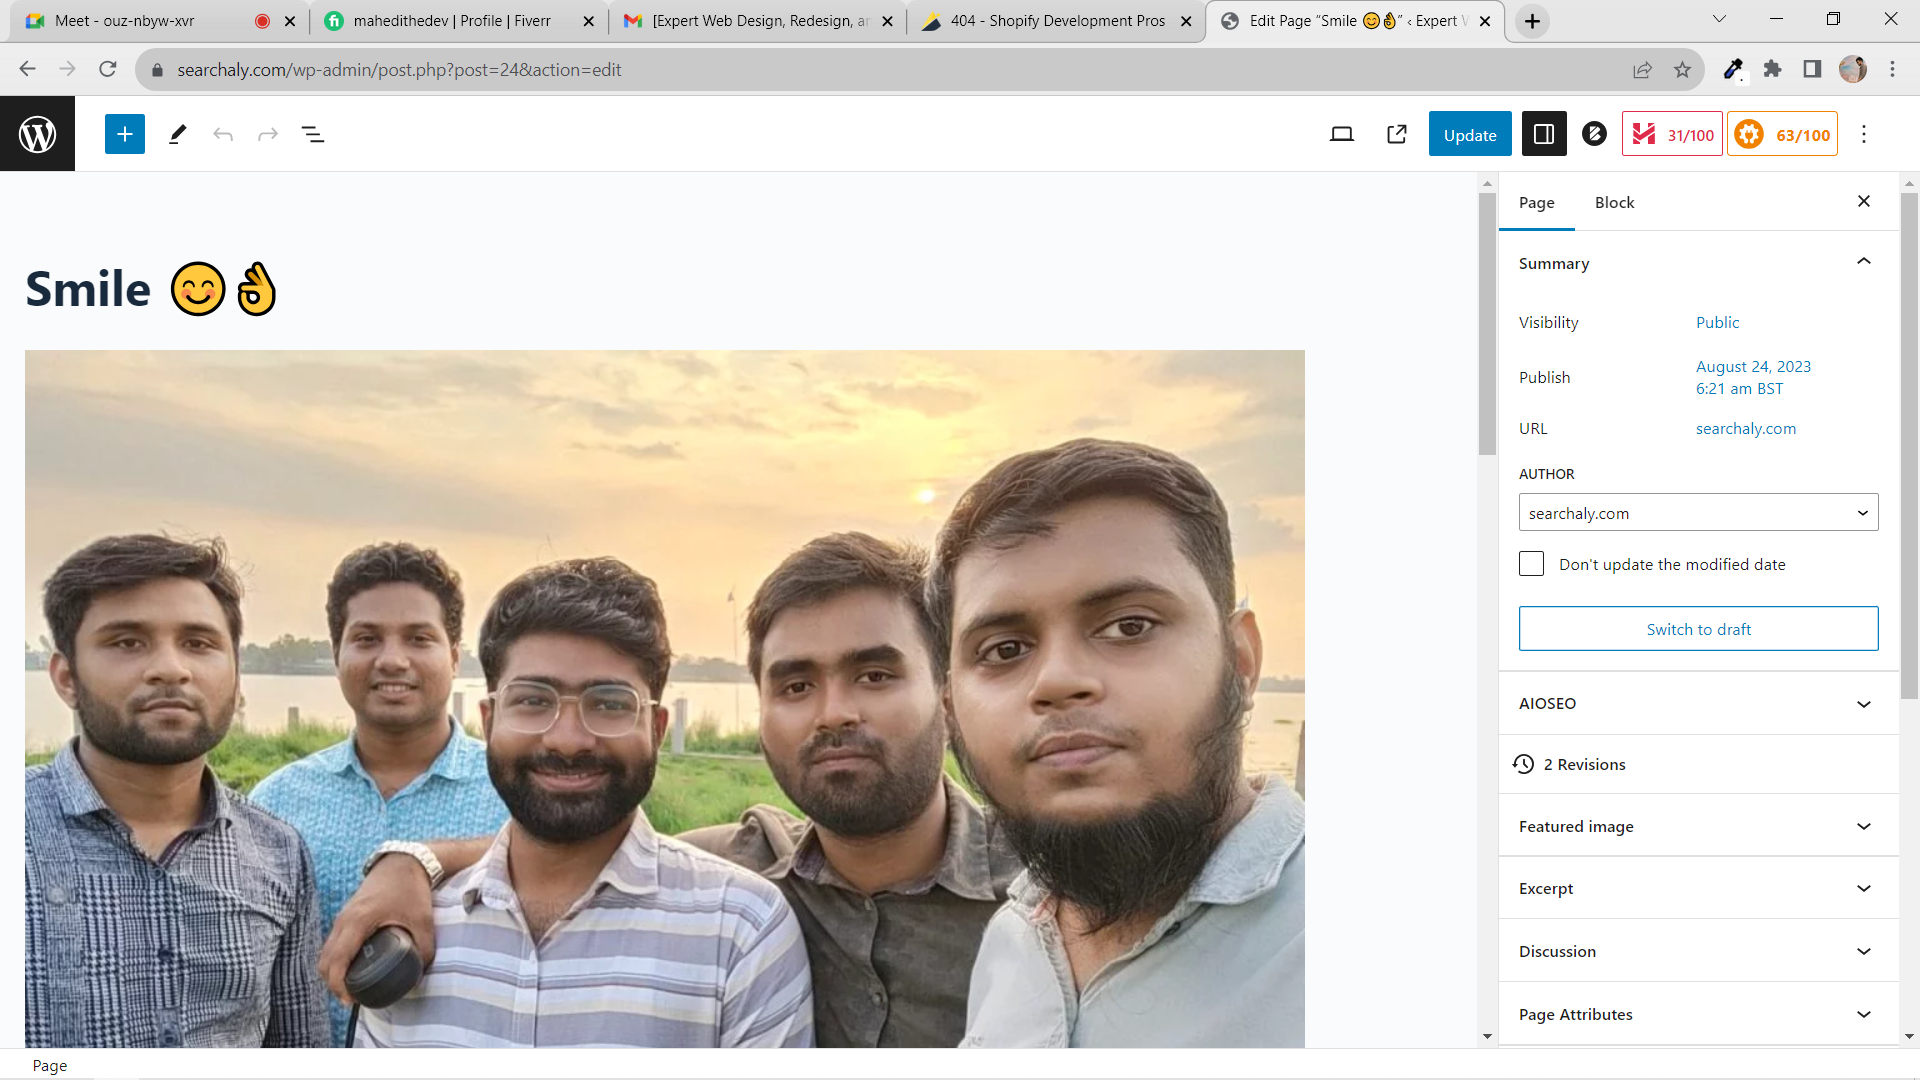 Meet - ouz-nbyw-xvr
mahedithedev | Profile | Fiverr
[Expert Web Design, Redesign, an
404 - Shopify Development Pros
Edit Page “Smile 😊👌” ‹ Expert W
searchaly.com/wp-admin/post.php?post=24&action=edit
Update
31/100
63/100
Smile 😊👌
Page
Block
Summary
Visibility
Public
Publish
August 24, 2023
6:21 am BST
URL
searchaly.com
AUTHOR
searchaly.com
Don't update the modified date
Switch to draft
AIOSEO
2 Revisions
Featured image
Excerpt
Discussion
Page Attributes
Page